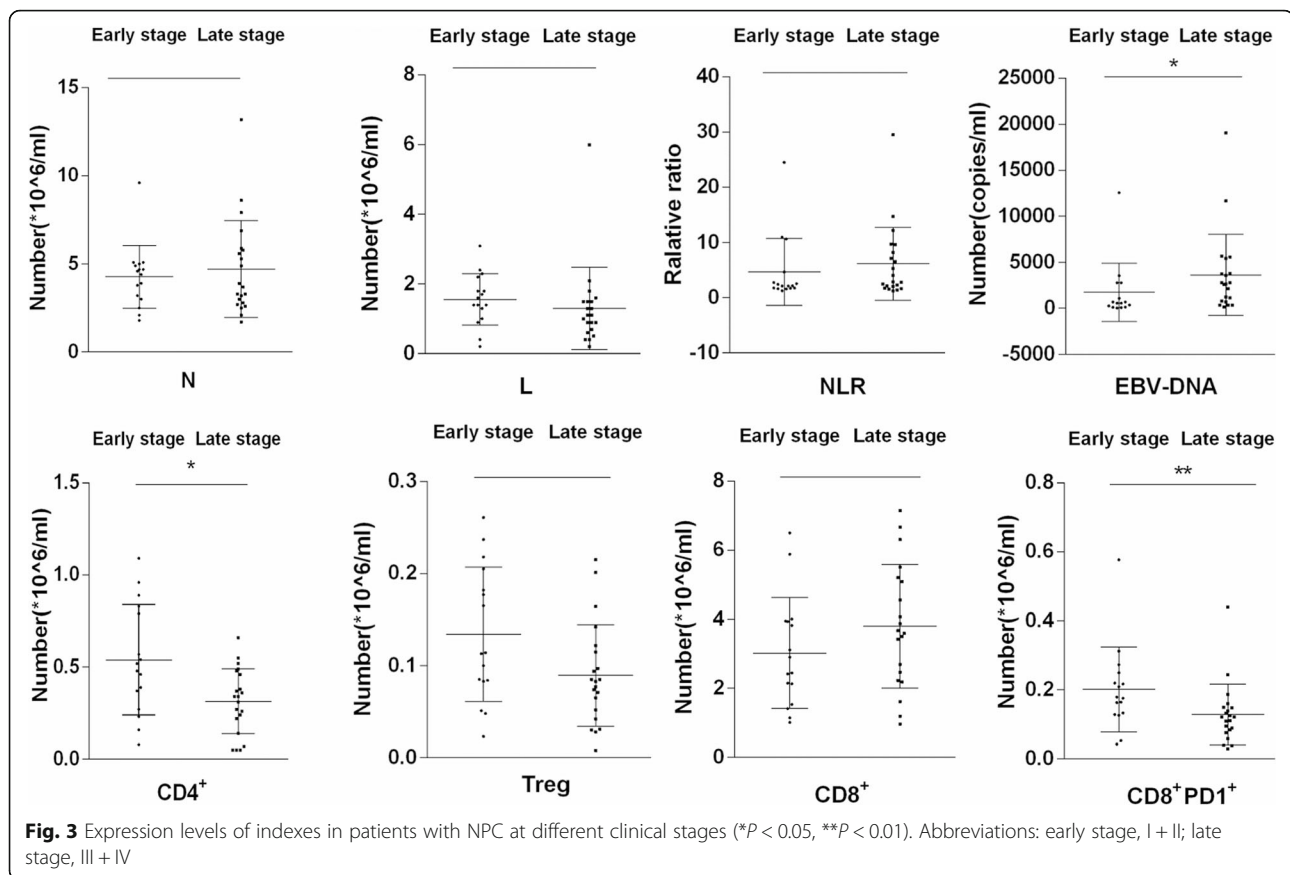 Early stage Late stage
Number(*10^6/ml)
15
10
5
0
N
Early stage Late stage
Number(*10^6/ml)
8
6
4
2
0
L
Early stage Late stage
Ralative ratio
40
30
20
10
0
-10
NLR
Early stage Late stage
*
Number(copies/ml)
25000
20000
15000
10000
5000
0
-5000
EBV-DNA
Early stage Late stage
*
Number(*10^6/ml)
1.5
1.0
0.5
0.0
CD4+
Early stage Late stage
Number(*10^6/ml)
0.3
0.2
0.1
0.0
Treg
Early stage Late stage
Number(*10^6/ml)
8
6
4
2
0
CD8+
Early stage Late stage
**
Number(*10^6/ml)
0.8
0.6
0.4
0.2
0.0
CD8+PD1+
Fig. 3 Expression levels of indexes in patients with NPC at different clinical stages (*P < 0.05, **P < 0.01). Abbreviations: early stage, I + II; late
stage, III + IV